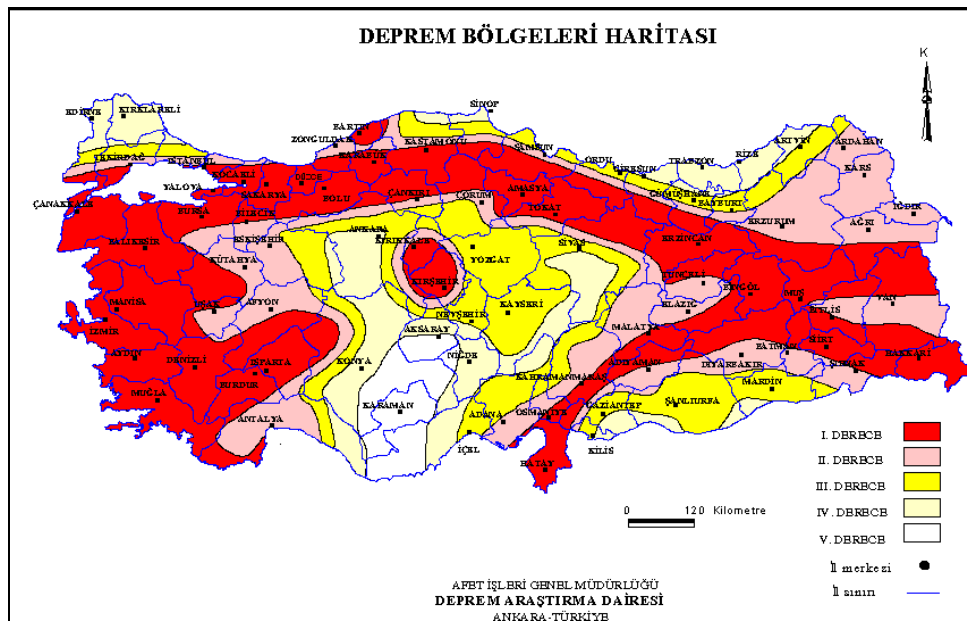 DEPREM BÖLGELERİ HARİTASI
K
SİNOP
EDİRNE KIRKLARELİ
BARTIN
ZONGULDAK
KASTAMONU
KARABÜK
SAMSUN
ORDU
GİRESUN
TRABZON
RİZE
ARTVİN
ARDAHAN
TEKİRDAĞ
İSTANBUL
KOCAELİ
SAKARYA
DÜZCE
BOLU
ÇANKIRI
ÇORUM
AMASYA
TOKAT
GÜMÜŞHANE
BAYBURT
KARS
IĞDIR
AĞRI
ERZURUM
ÇANAKKALE
YALOVA
BURSA
BİLECİK
BALIKESİR
ESKİŞEHİR
ANKARA
KIRIKKALE
YOZGAT
SİVAS
ERZİNCAN
KÜTAHYA
KIRŞEHİR
TUNCELİ
BİNGÖL
MUŞ
VAN
MANİSA
UŞAK
AFYON
NEVŞEHİR
KAYSERİ
ELAZIĞ
BİTLİS
İZMİR
AKSARAY
MALATYA
AYDIN
DENİZLİ
ISPARTA
KONYA
NİĞDE
KAHRAMANMARAŞ
ADIYAMAN
DİYARBAKIR
BATMAN
SİİRT
ŞIRNAK
HAKKARİ
BURDUR
MUĞLA
ANTALYA
KARAMAN
ADANA
OSMANİYE
GAZİANTEP
ŞANLIURFA
MARDİN
İÇEL
KİLİS
HATAY
I. DERECE
II. DERECE
III. DERECE
IV. DERECE
V. DERECE
İl merkezi
İl sınırı
0 120 Kilometre
AFET İŞLERİ GENEL MÜDÜRLÜĞÜ
DEPREM ARAŞTIRMA DAİRESİ
ANKARA-TÜRKİYE